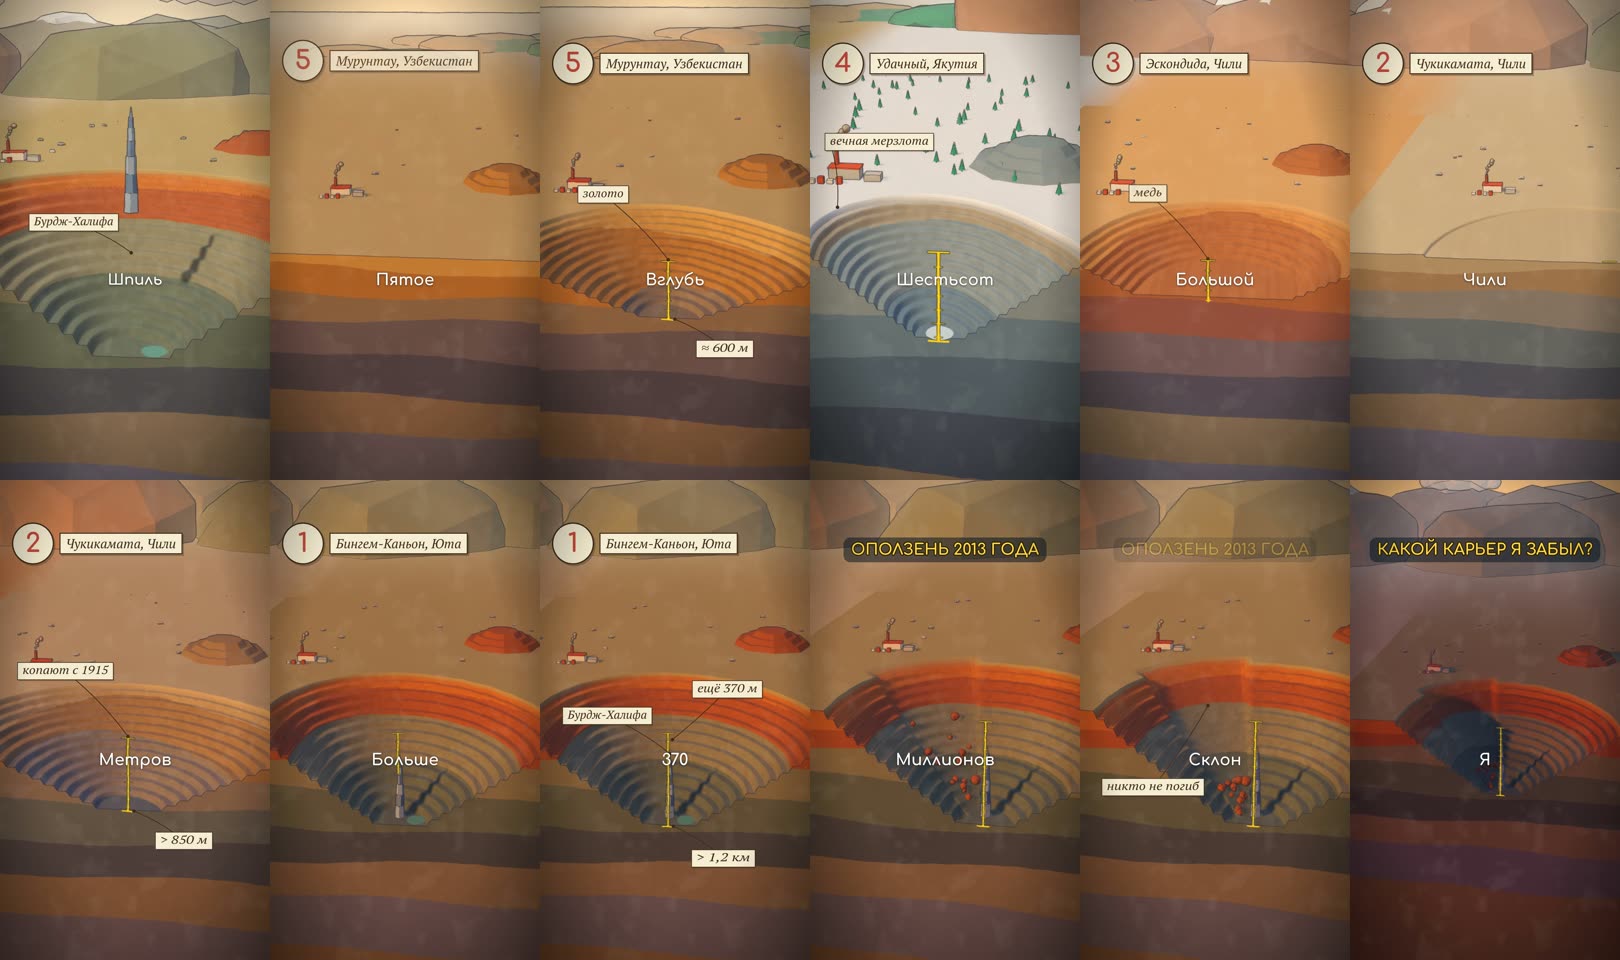 Бурдж-Халифа
Шпиль
5
Мурунтау, Узбекистан
Пятое
5
Мурунтау, Узбекистан
золото
Вглубь
≈ 600 м
4
Удачный, Якутия
вечная мерзлота
Шестьсот
3
Эскондида, Чили
медь
Большой
2
Чукикамата, Чили
Чили
2
Чукикамата, Чили
копают с 1915
Метров
> 850 м
1
Бингем-Каньон, Юта
Больше
1
Бингем-Каньон, Юта
ещё 370 м
Бурдж-Халифа
370
> 1,2 км
ОПОЛЗЕНЬ 2013 ГОДА
Миллионов
ОПОЛЗЕНЬ 2013 ГОДА
Склон
никто не погиб
КАКОЙ КАРЬЕР Я ЗАБЫЛ?
Я